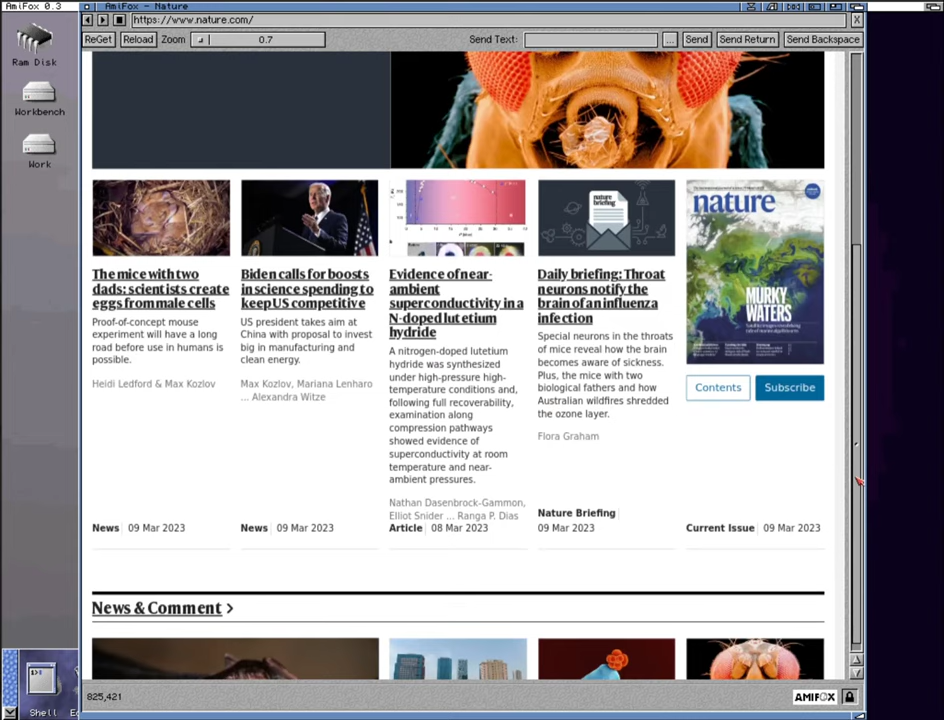 AmiFox 0.3
AmiFox - Nature
https://www.nature.com/
X
ReGet
Reload
Zoom
0.7
Send Text:
...
Send
Send Return
Send Backspace
Ram Disk
Workbench
Work
The mice with two
dads: scientists create
eggs from male cells
Proof-of-concept mouse
experiment will have a long
road before use in humans is
possible.
Heidi Ledford & Max Kozlov
News
09 Mar 2023
Biden calls for boosts
in science spending to
keep US competitive
US president takes aim at
China with proposal to invest
big in manufacturing and
clean energy.
Max Kozlov, Mariana Lenharo
... Alexandra Witze
News
09 Mar 2023
Evidence of near-
ambient
superconductivity in a
N-doped lutetium
hydride
A nitrogen-doped lutetium
hydride was synthesized
under high-pressure high-
temperature conditions and,
following full recoverability,
examination along
compression pathways
showed evidence of
superconductivity at room
temperature and near-
ambient pressures.
Nathan Dasenbrock-Gammon,
Elliot Snider ... Ranga P. Dias
Article
08 Mar 2023
nature
briefing
Daily briefing: Throat
neurons notify the
brain of an influenza
infection
Special neurons in the throats
of mice reveal how the brain
becomes aware of sickness.
Plus, the mice with two
biological fathers and how
Australian wildfires shredded
the ozone layer.
Flora Graham
Nature Briefing
09 Mar 2023
nature
MURKY
WATERS
Contents
Subscribe
Current Issue
09 Mar 2023
News & Comment >
Shell
825,421
AMIFOX